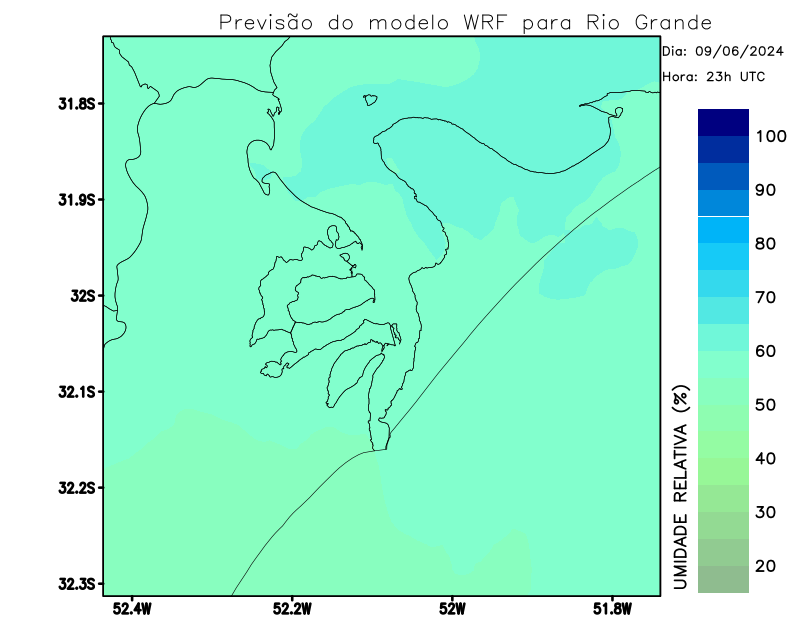 Previsão do modelo WRF para Rio Grande
Dia: 09/06/2024
Hora: 23h UTC
31.8S
31.9S
32S
32.1S
32.2S
32.3S
52.4W
52.2W
52W
51.8W
100
90
80
70
60
50
40
30
20
UMIDADE RELATIVA (%)